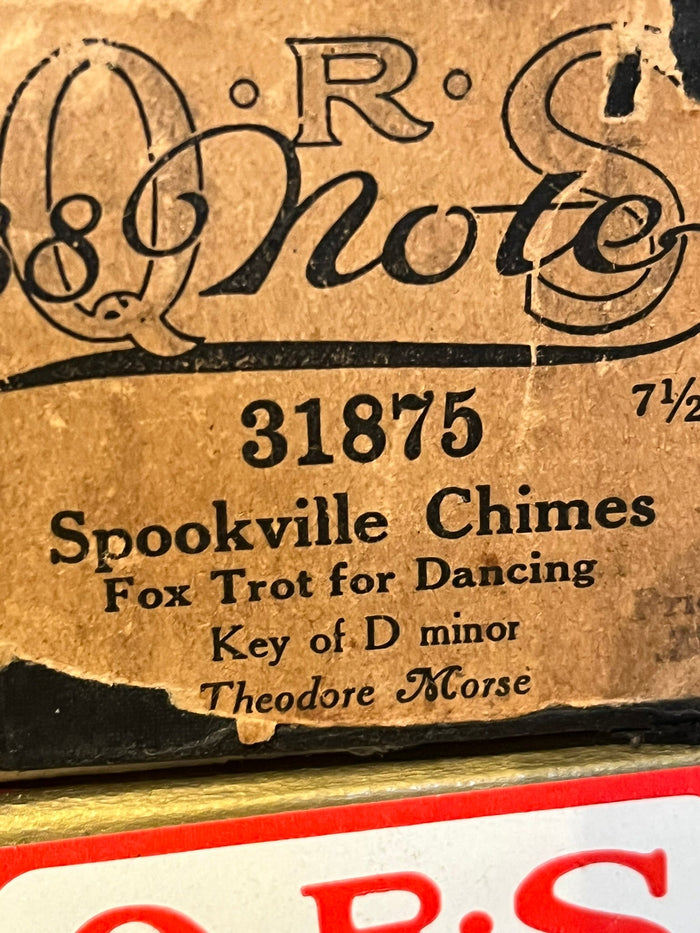 Q·R·S
88 Note
31875
7½
Spookville Chimes
Fox Trot for Dancing
Key of D minor
Theodore Morse
Q R·S